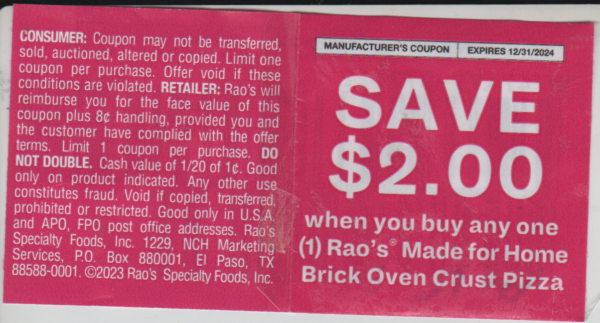 CONSUMER: Coupon may not be transferred,
sold, auctioned, altered or copied. Limit one
coupon per purchase. Offer void if these
conditions are violated. RETAILER: Rao's will
reimburse you for the face value of this
coupon plus 8¢ handling, provided you and
the customer have complied with the offer
terms. Limit 1 coupon per purchase. DO
NOT DOUBLE. Cash value of 1/20 of 1¢. Good
only on product indicated. Any other use
constitutes fraud. Void if copied, transferred,
prohibited or restricted. Good only in U.S.A.
and APO, FPO post office addresses. Rao's
Specialty Foods, Inc. 1229, NCH Marketing
Services, P.O. Box 880001, El Paso, TX
88588-0001. ©2023 Rao's Specialty Foods, Inc.
MANUFACTURER'S COUPON | EXPIRES 12/31/2024
SAVE
$2.00
when you buy any one
(1) Rao's® Made for Home
Brick Oven Crust Pizza